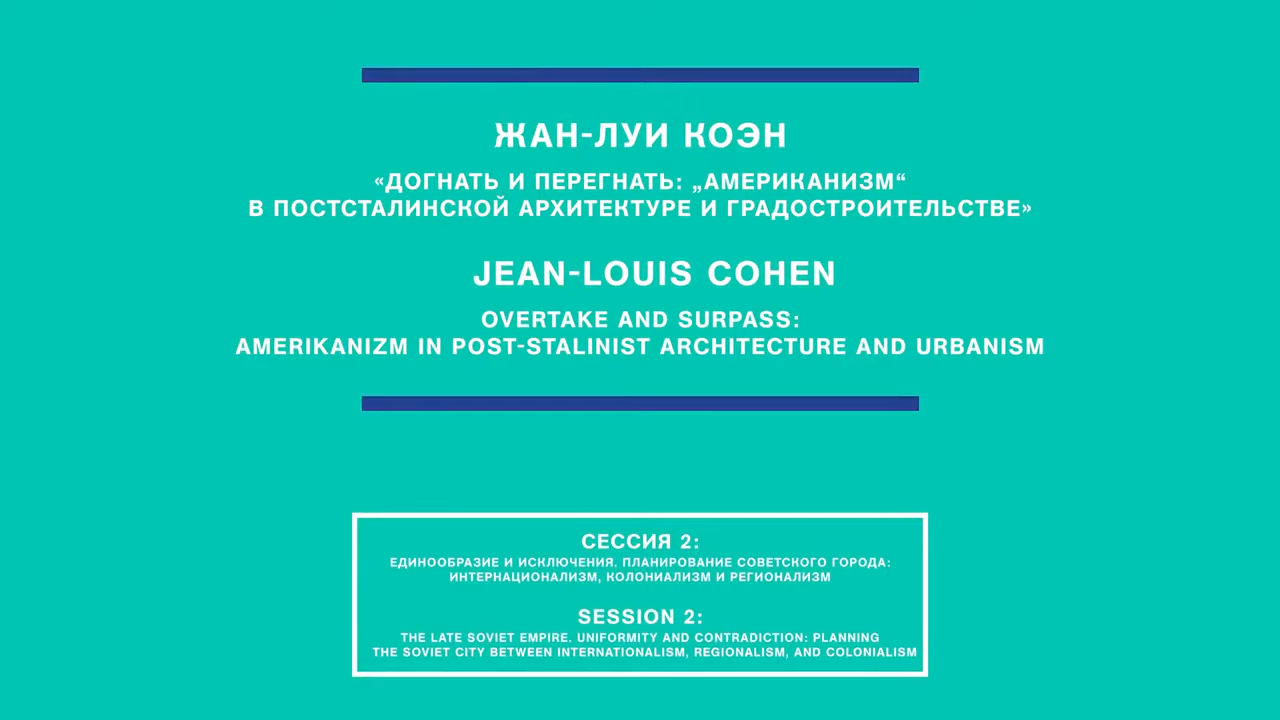 ЖАН-ЛУИ КОЭН
«ДОГНАТЬ И ПЕРЕГНАТЬ: „АМЕРИКАНИЗМ“
В ПОСТСТАЛИНСКОЙ АРХИТЕКТУРЕ И ГРАДОСТРОИТЕЛЬСТВЕ»
JEAN-LOUIS COHEN
OVERTAKE AND SURPASS:
AMERIKANIZM IN POST-STALINIST ARCHITECTURE AND URBANISM
СЕССИЯ 2:
ЕДИНООБРАЗИЕ И ИСКЛЮЧЕНИЯ. ПЛАНИРОВАНИЕ СОВЕТСКОГО ГОРОДА:
ИНТЕРНАЦИОНАЛИЗМ, КОЛОНИАЛИЗМ И РЕГИОНАЛИЗМ
SESSION 2:
THE LATE SOVIET EMPIRE. UNIFORMITY AND CONTRADICTION: PLANNING
THE SOVIET CITY BETWEEN INTERNATIONALISM, REGIONALISM, AND COLONIALISM